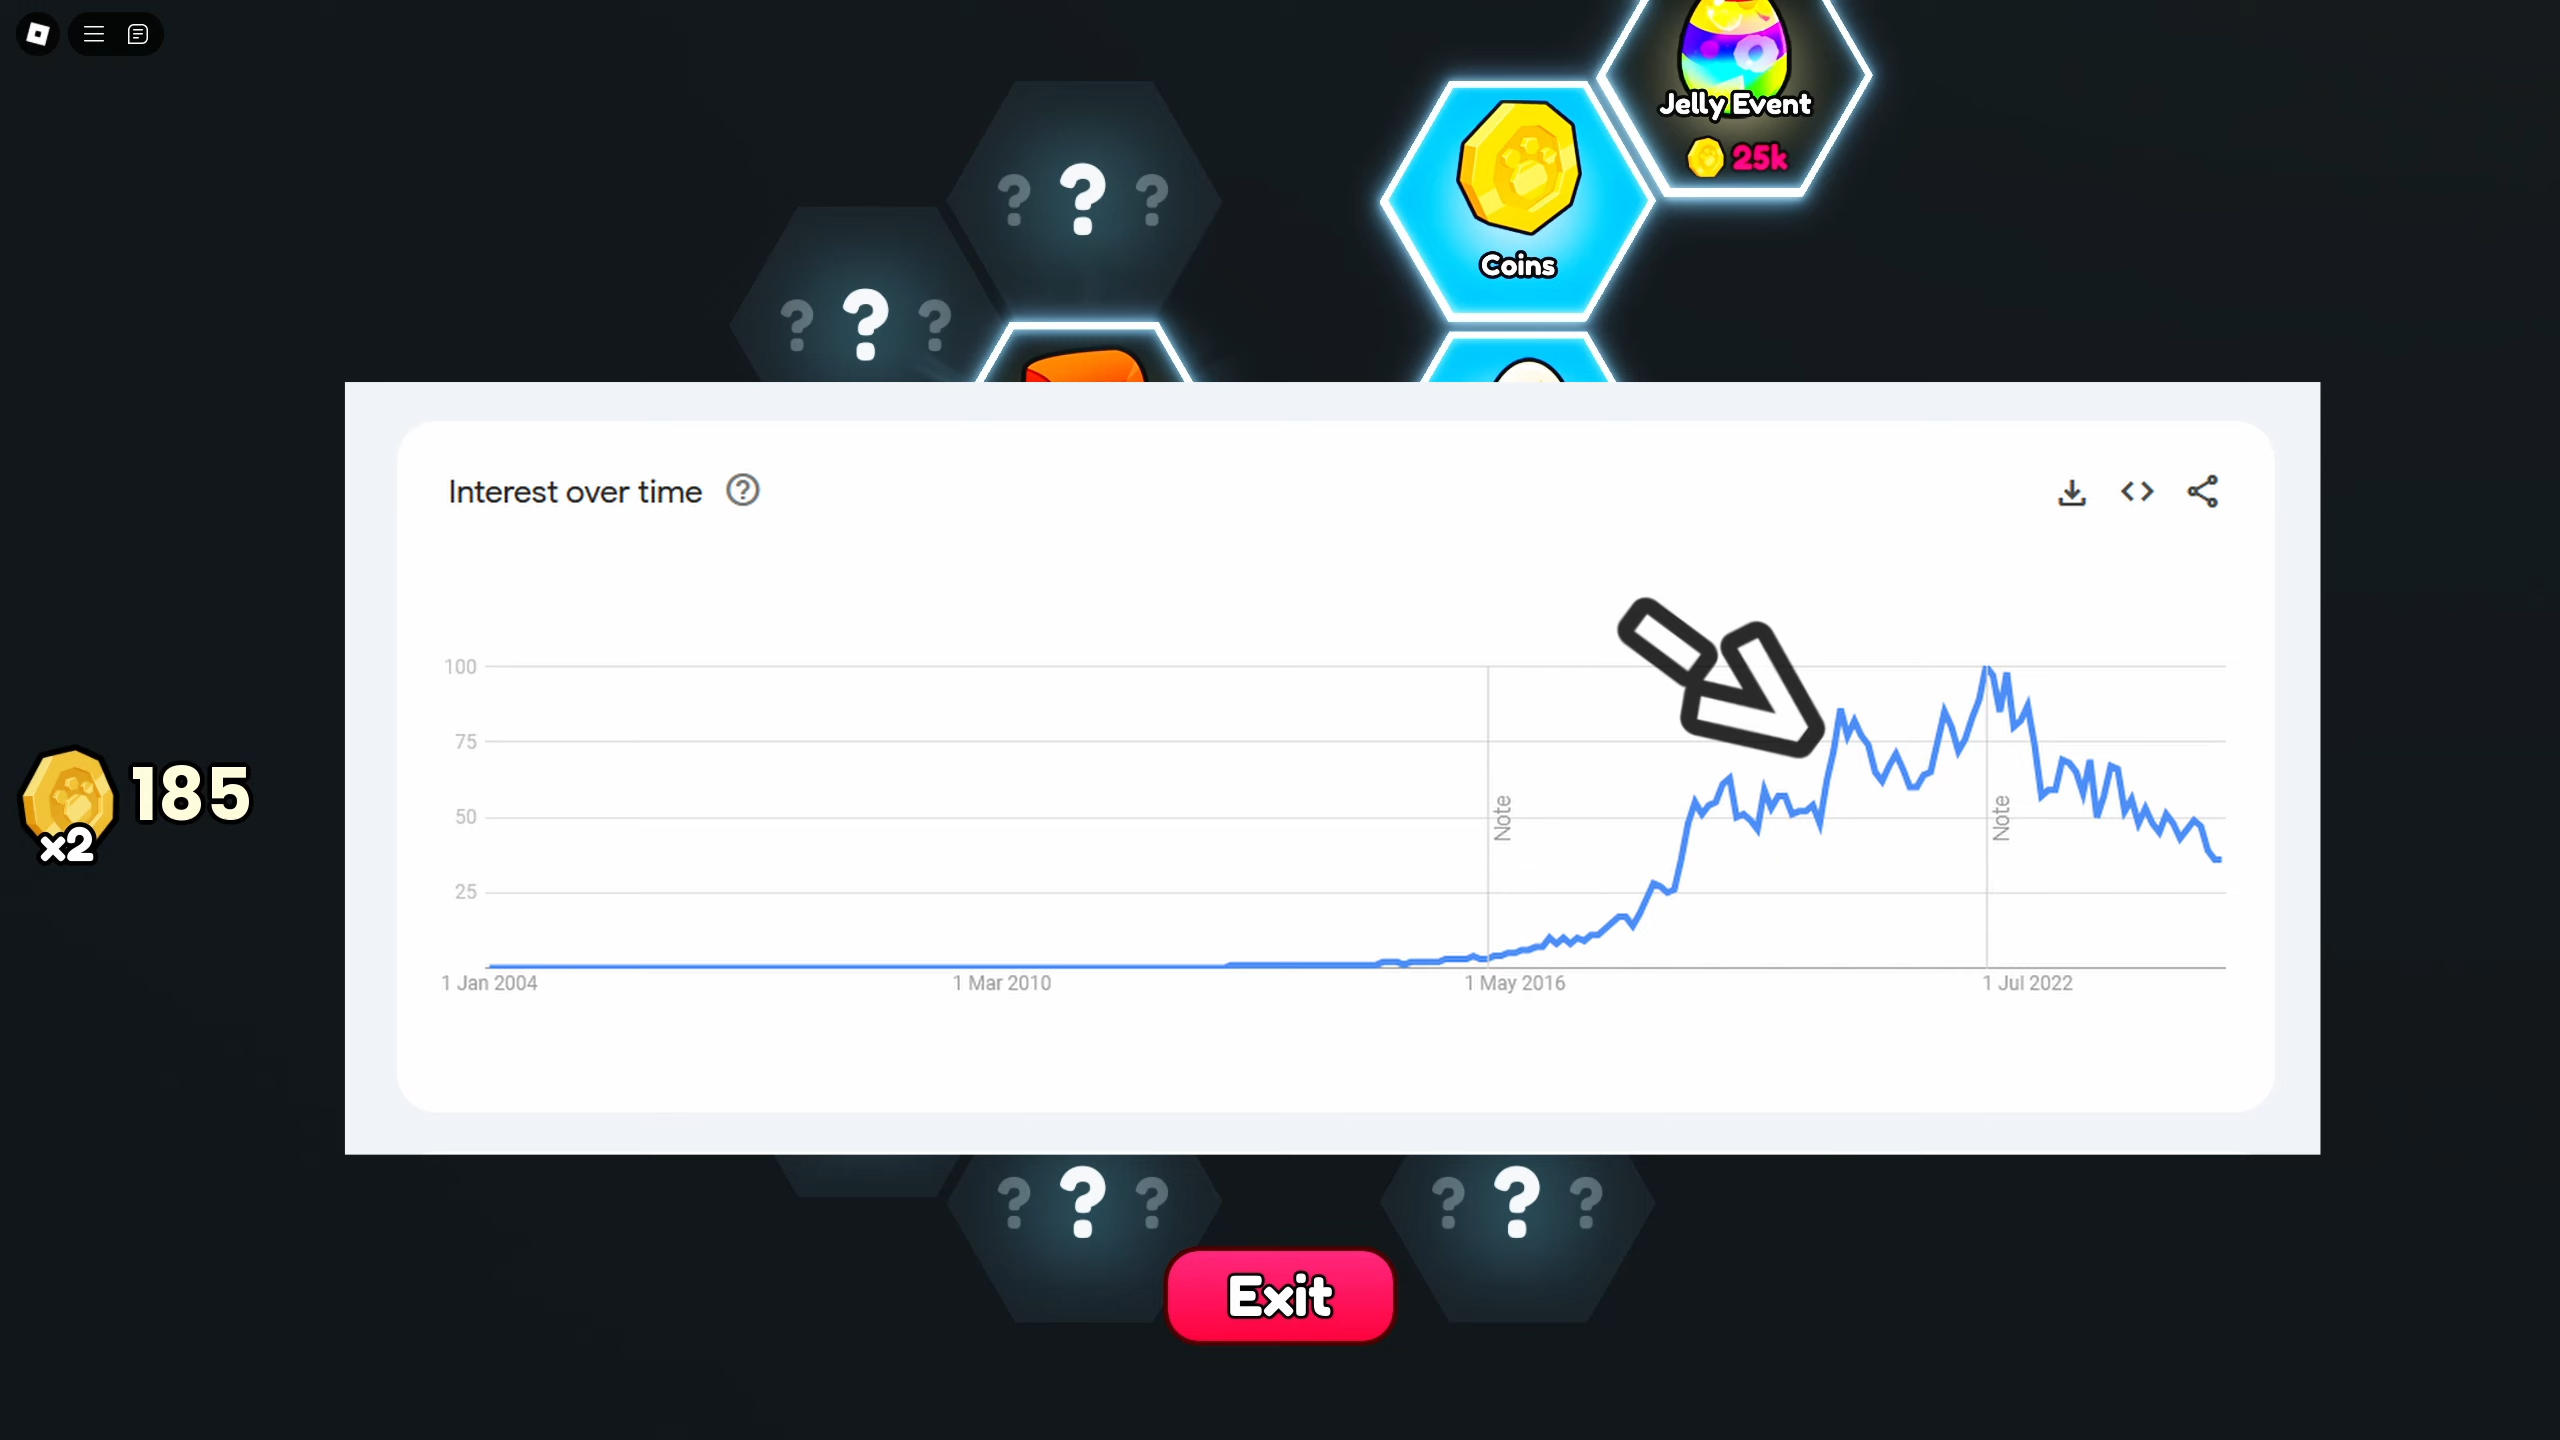 Jelly Event
25k
? ? ?
Coins
? ? ?
Interest over time ?
100
75
50
25
Note
Note
1 Jan 2004
1 Mar 2010
1 May 2016
1 Jul 2022
185
x2
? ? ?
? ? ?
Exit